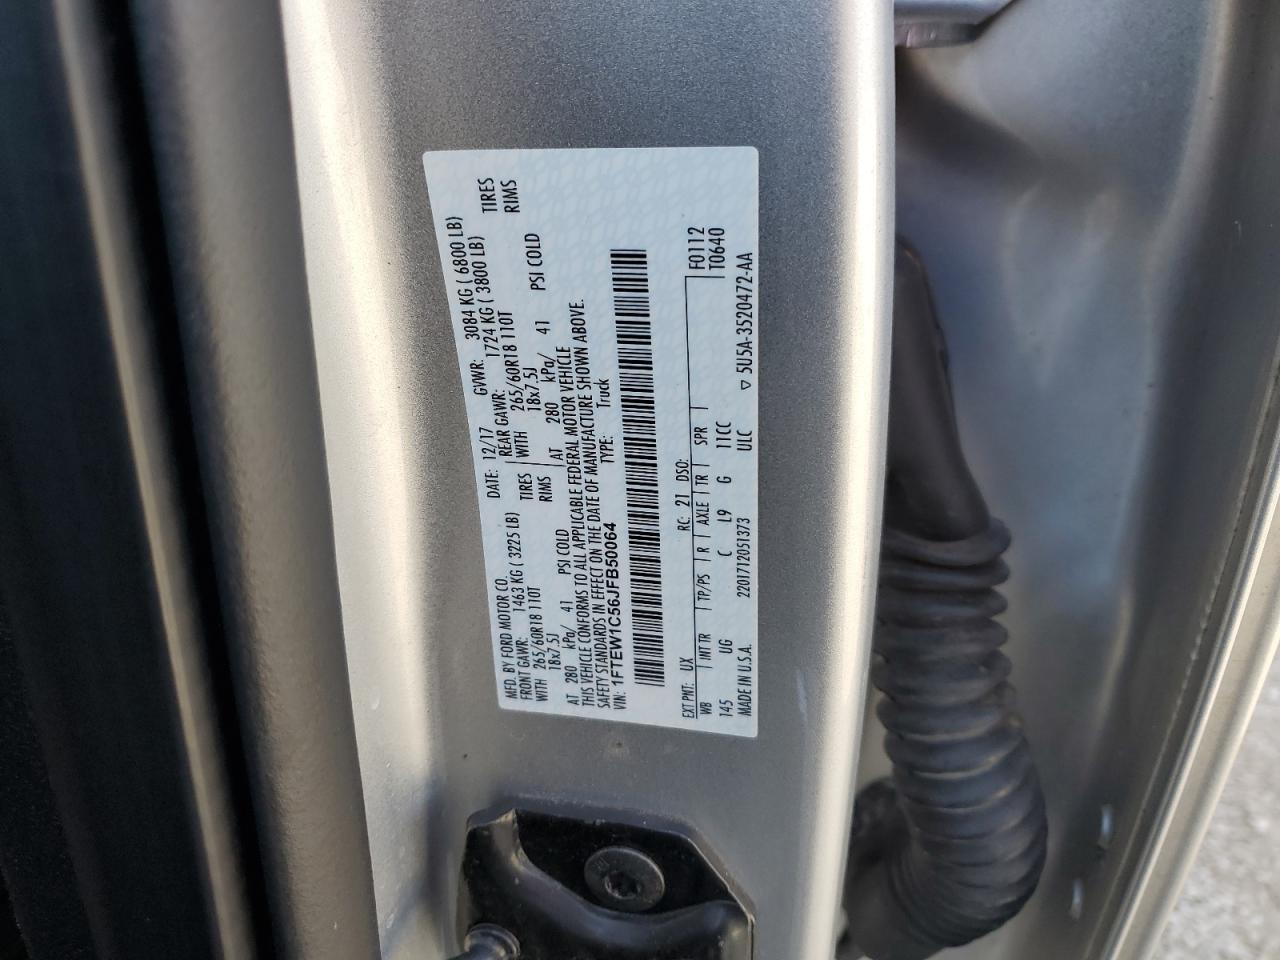 MFD. BY FORD MOTOR CO.
DATE: 12/17 GVWR: 3084 KG ( 6800 LB)
FRONT GAWR: 1463 KG ( 3225 LB) REAR GAWR: 1724 KG ( 3800 LB)
WITH 265/60R18 110T TIRES WITH 265/60R18 110T TIRES
18x7.5J RIMS 18x7.5J RIMS
AT 280 kPa/ 41 PSI COLD AT 280 kPa/ 41 PSI COLD
THIS VEHICLE CONFORMS TO ALL APPLICABLE FEDERAL MOTOR VEHICLE
SAFETY STANDARDS IN EFFECT ON THE DATE OF MANUFACTURE SHOWN ABOVE.
VIN: 1FTEW1C56JFB50064 TYPE: Truck
EXT PNT: UX RC: 21 DSO: F0112
WB INT TR TP/PS R AXLE TR SPR T0640
145 UG C L9 G 11CC
MADE IN U.S.A. 2201712051373 ULC ▽ 5U5A-3520472-AA